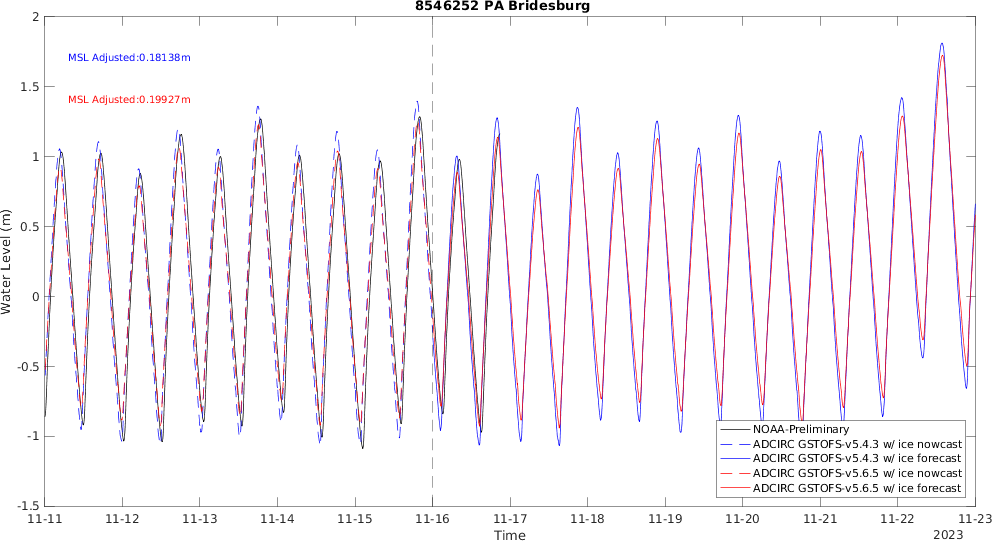 8546252 PA Bridesburg
MSL Adjusted:0.18138m
MSL Adjusted:0.19927m
Water Level (m)
2
1.5
1
0.5
0
-0.5
-1
-1.5
NOAA-Preliminary
ADCIRC GSTOFS-v5.4.3 w/ ice nowcast
ADCIRC GSTOFS-v5.4.3 w/ ice forecast
ADCIRC GSTOFS-v5.6.5 w/ ice nowcast
ADCIRC GSTOFS-v5.6.5 w/ ice forecast
11-11 11-12 11-13 11-14 11-15 11-16 11-17 11-18 11-19 11-20 11-21 11-22 11-23
Time
2023